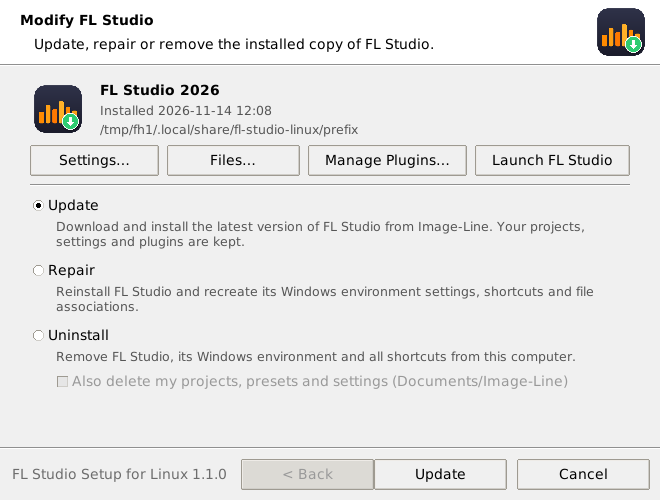 Modify FL Studio
Update, repair or remove the installed copy of FL Studio.
FL Studio 2026
Installed 2026-11-14 12:08
/tmp/fh1/.local/share/fl-studio-linux/prefix
Settings...
Files...
Manage Plugins...
Launch FL Studio
Update
Download and install the latest version of FL Studio from Image-Line. Your projects,
settings and plugins are kept.
Repair
Reinstall FL Studio and recreate its Windows environment settings, shortcuts and file
associations.
Uninstall
Remove FL Studio, its Windows environment and all shortcuts from this computer.
Also delete my projects, presets and settings (Documents/Image-Line)
FL Studio Setup for Linux 1.1.0
< Back
Update
Cancel